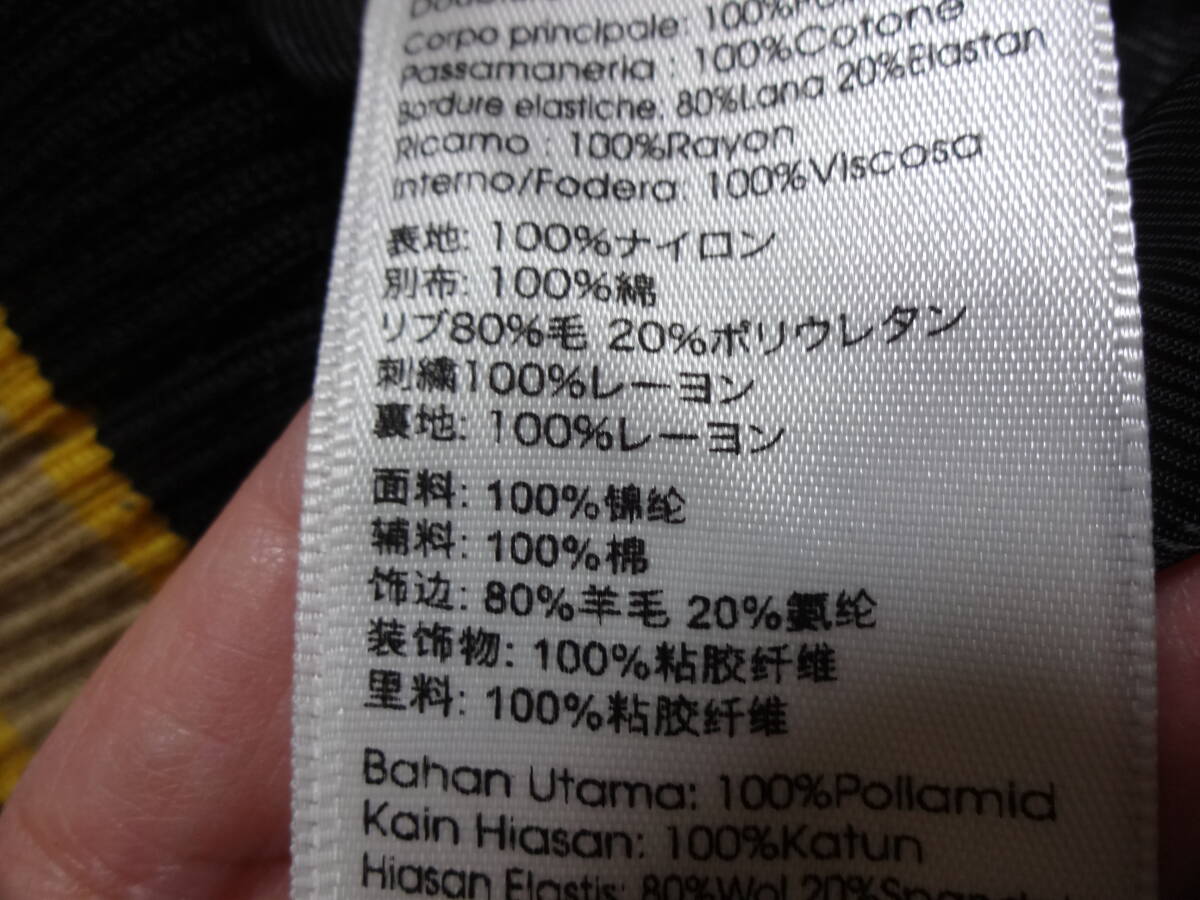 Corpo principale: 100%
Passamaneria : 100%Cotone
Bordure elastiche: 80%Lana 20%Elastan
Ricamo : 100%Rayon
Interno/Fodera: 100%Viscosa
表地: 100%ナイロン
別布: 100%綿
リブ80%毛 20%ポリウレタン
刺繍100%レーヨン
裏地: 100%レーヨン
面料: 100%锦纶
辅料: 100%棉
饰边: 80%羊毛 20%氨纶
装饰物: 100%粘胶纤维
里料: 100%粘胶纤维
Bahan Utama: 100%Poliamid
Kain Hiasan: 100%Katun
Hiasan Elastis: 80%Wol 20%